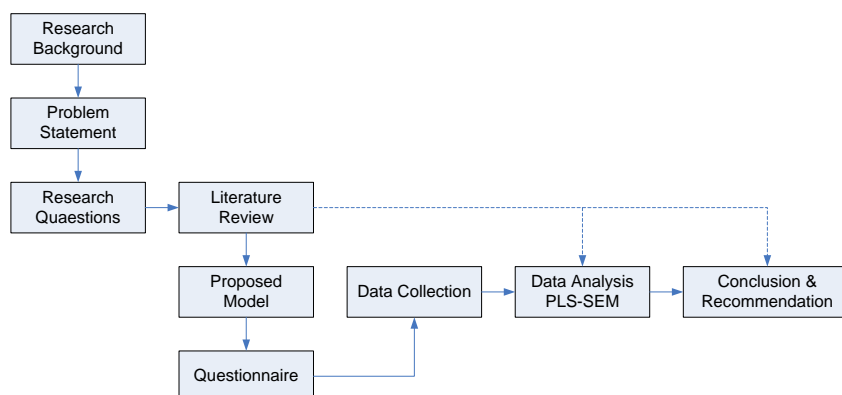 Research
Background
Problem
Statement
Research
Quaestions
Literature
Review
Proposed
Model
Questionnaire
Data Collection
Data Analysis
PLS-SEM
Conclusion &
Recommendation